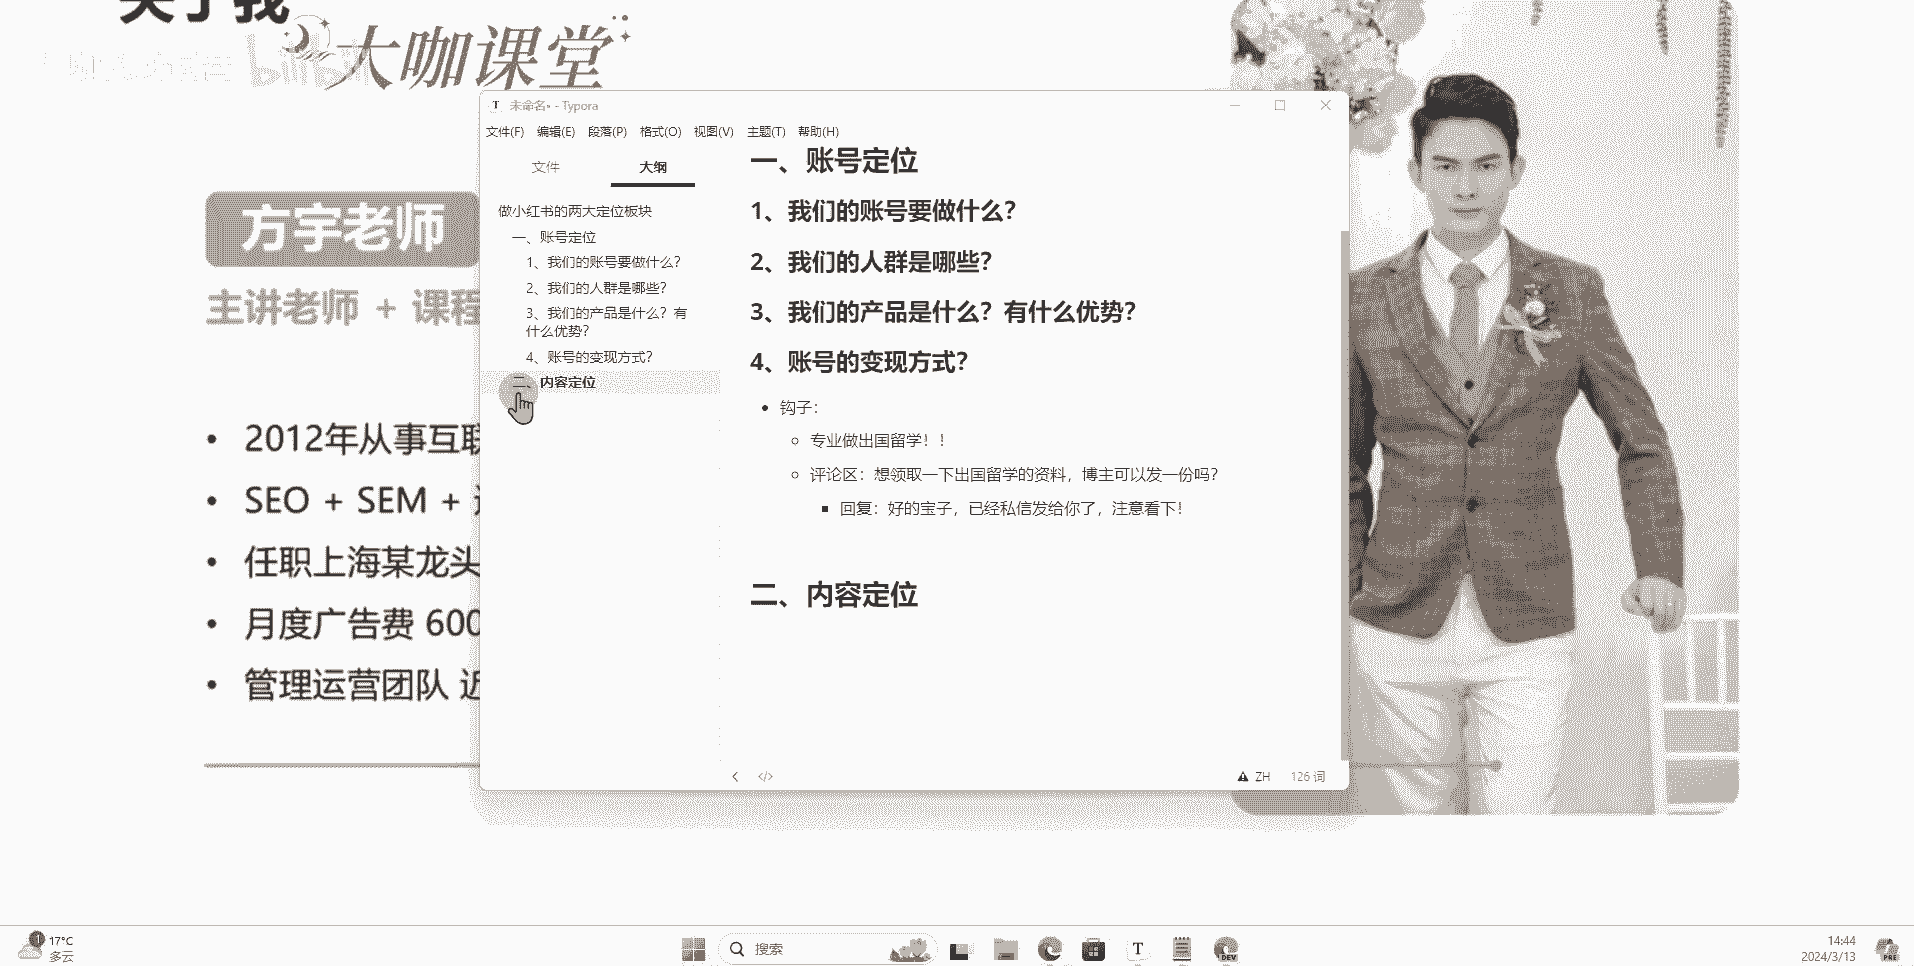 关于我
bilibili
大咖课堂
方宇老师
主讲老师 + 课程
2012年从事互联
SEO + SEM +
任职上海某龙头
月度广告费 600
管理运营团队 近
未命名• - Typora
文件(F) 编辑(E) 段落(P) 格式(O) 视图(V) 主题(T) 帮助(H)
文件 大纲
做小红书的两大定位板块
一、账号定位
1、我们的账号要做什么？
2、我们的人群是哪些？
3、我们的产品是什么？有
什么优势？
4、账号的变现方式？
二、内容定位
一、账号定位
1、我们的账号要做什么？
2、我们的人群是哪些？
3、我们的产品是什么？有什么优势？
4、账号的变现方式？
钩子：
专业做出国留学！！
评论区：想领取一下出国留学的资料，博主可以发一份吗？
回复：好的宝子，已经私信发给你了，注意看下！
二、内容定位
ZH 126 词
1
17°C
多云
搜索
T
DEV
14:44
2024/3/13
PRE